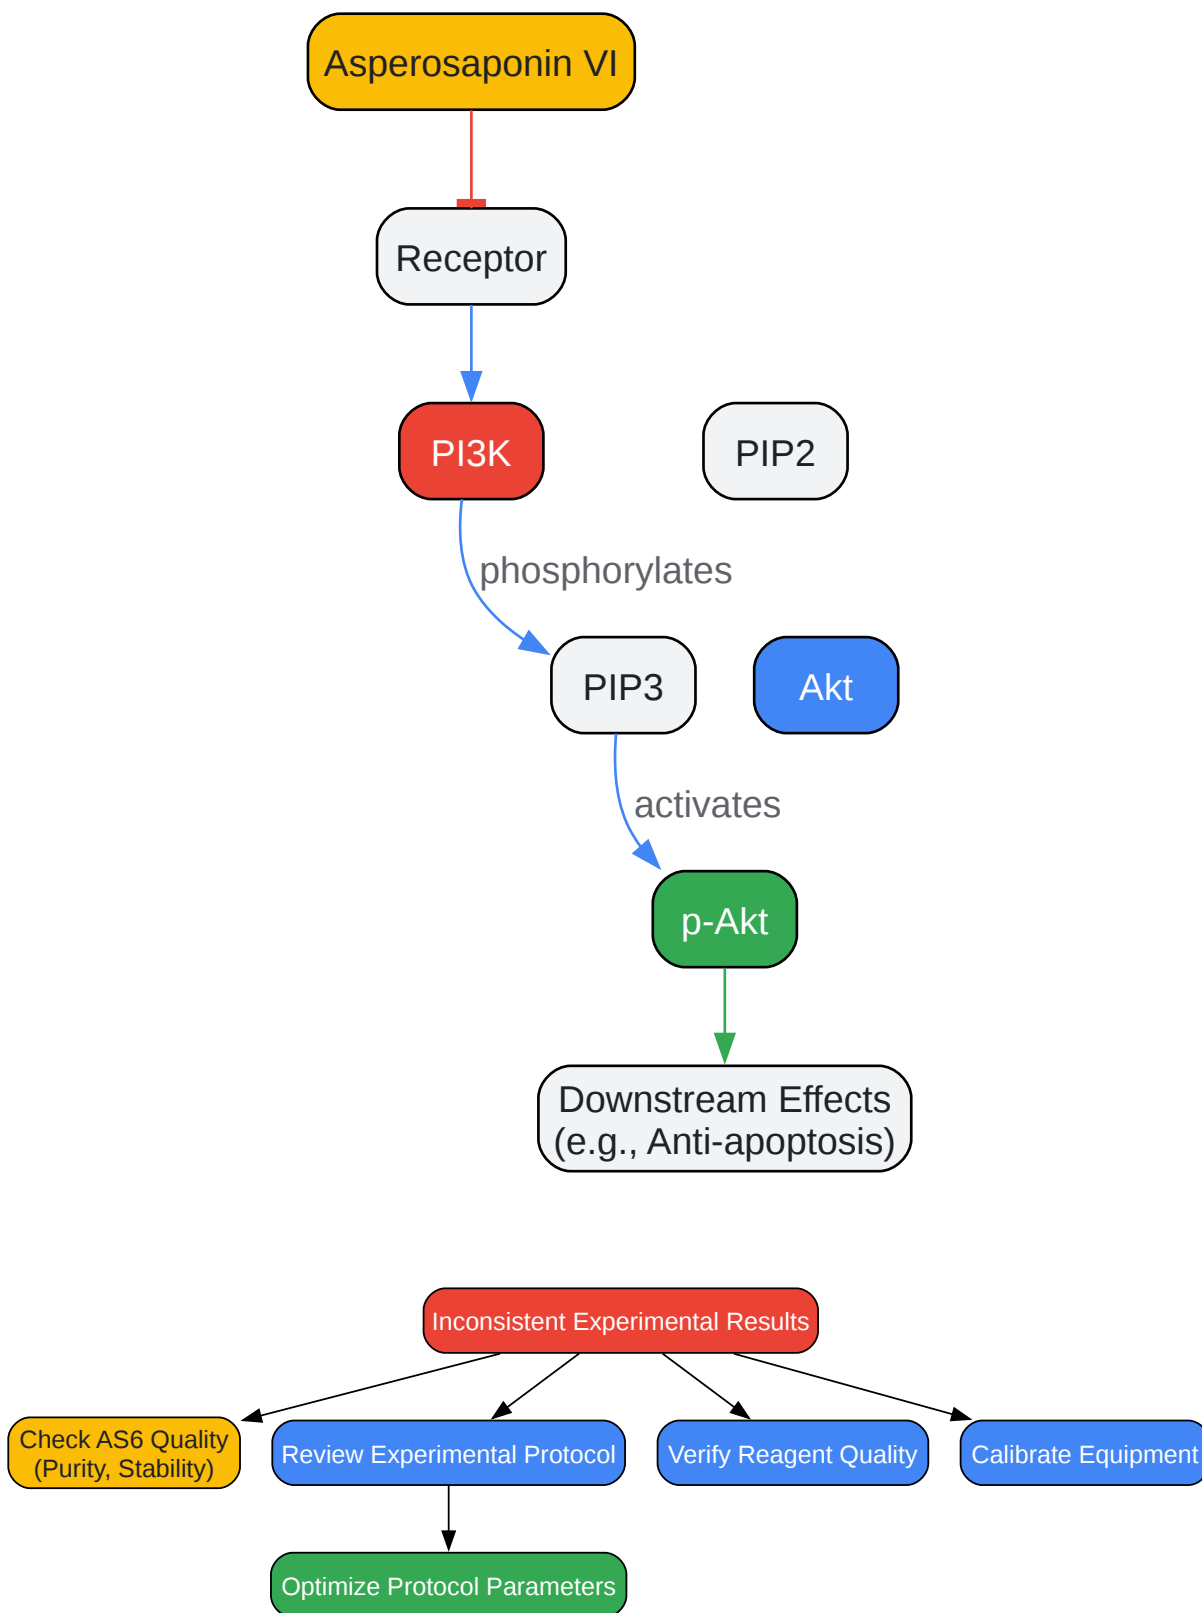 Asperosaponin VI
Receptor
PI3K
PIP2
phosphorylates
PIP3
Akt
activates
p-Akt
Downstream Effects
(e.g., Anti-apoptosis)
Inconsistent Experimental Results
Check AS6 Quality
(Purity, Stability)
Review Experimental Protocol
Verify Reagent Quality
Calibrate Equipment
Optimize Protocol Parameters